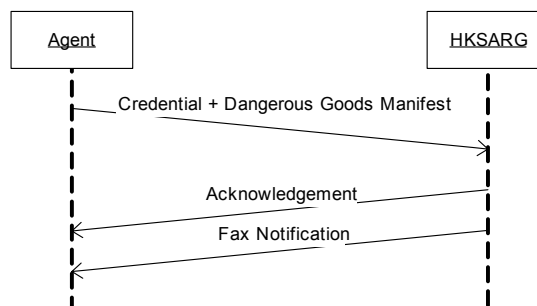 Agent
HKSARG
Credential + Dangerous Goods Manifest
Acknowledgement
Fax Notification